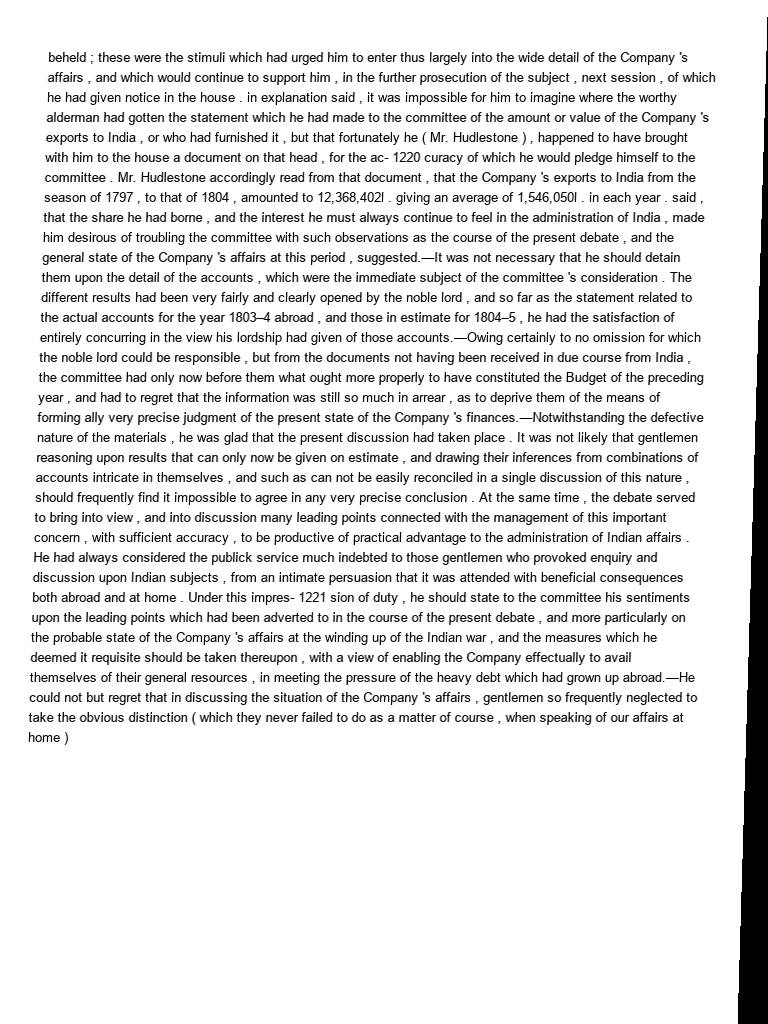 beheld ; these were the stimuli which had urged him to enter thus largely into the wide detail of the Company 's
affairs , and which would continue to support him , in the further prosecution of the subject , next session , of which
he had given notice in the house . in explanation said , it was impossible for him to imagine where the worthy
alderman had gotten the statement which he had made to the committee of the amount or value of the Company 's
exports to India , or who had furnished it , but that fortunately he ( Mr. Hudlestone ) , happened to have brought
with him to the house a document on that head , for the ac- 1220 curacy of which he would pledge himself to the
committee . Mr. Hudlestone accordingly read from that document , that the Company 's exports to India from the
season of 1797 , to that of 1804 , amounted to 12,368,402l . giving an average of 1,546,050l . in each year . said ,
that the share he had borne , and the interest he must always continue to feel in the administration of India , made
him desirous of troubling the committee with such observations as the course of the present debate , and the
general state of the Company 's affairs at this period , suggested.—It was not necessary that he should detain
them upon the detail of the accounts , which were the immediate subject of the committee 's consideration . The
different results had been very fairly and clearly opened by the noble lord , and so far as the statement related to
the actual accounts for the year 1803–4 abroad , and those in estimate for 1804–5 , he had the satisfaction of
entirely concurring in the view his lordship had given of those accounts.—Owing certainly to no omission for which
the noble lord could be responsible , but from the documents not having been received in due course from India ,
the committee had only now before them what ought more properly to have constituted the Budget of the preceding
year , and had to regret that the information was still so much in arrear , as to deprive them of the means of
forming ally very precise judgment of the present state of the Company 's finances.—Notwithstanding the defective
nature of the materials , he was glad that the present discussion had taken place . It was not likely that gentlemen
reasoning upon results that can only now be given on estimate , and drawing their inferences from combinations of
accounts intricate in themselves , and such as can not be easily reconciled in a single discussion of this nature ,
should frequently find it impossible to agree in any very precise conclusion . At the same time , the debate served
to bring into view , and into discussion many leading points connected with the management of this important
concern , with sufficient accuracy , to be productive of practical advantage to the administration of Indian affairs .
He had always considered the publick service much indebted to those gentlemen who provoked enquiry and
discussion upon Indian subjects , from an intimate persuasion that it was attended with beneficial consequences
both abroad and at home . Under this impres- 1221 sion of duty , he should state to the committee his sentiments
upon the leading points which had been adverted to in the course of the present debate , and more particularly on
the probable state of the Company 's affairs at the winding up of the Indian war , and the measures which he
deemed it requisite should be taken thereupon , with a view of enabling the Company effectually to avail
themselves of their general resources , in meeting the pressure of the heavy debt which had grown up abroad.—He
could not but regret that in discussing the situation of the Company 's affairs , gentlemen so frequently neglected to
take the obvious distinction ( which they never failed to do as a matter of course , when speaking of our affairs at
home )